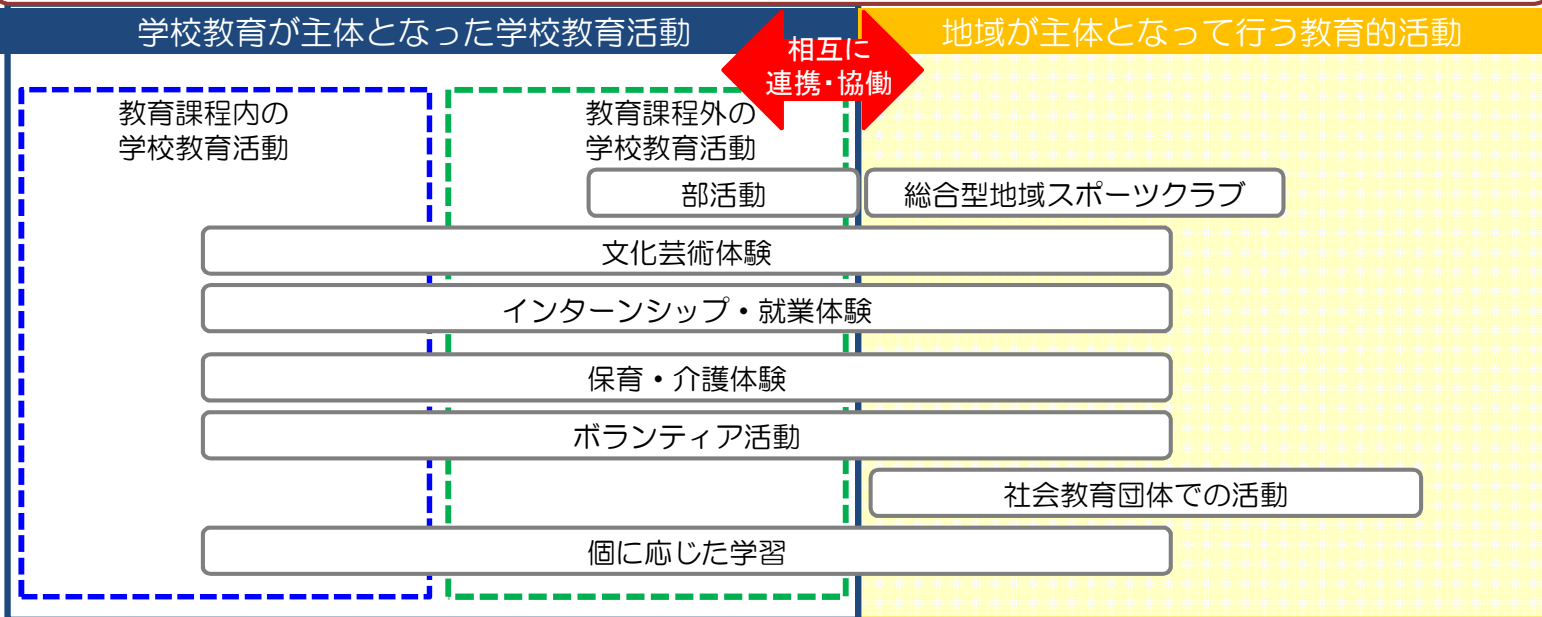 学校教育が主体となった学校教育活動
相互に
連携・協働
地域が主体となって行う教育的活動
教育課程内の
学校教育活動
教育課程外の
学校教育活動
部活動
総合型地域スポーツクラブ
文化芸術体験
インターンシップ・就業体験
保育・介護体験
ボランティア活動
社会教育団体での活動
個に応じた学習